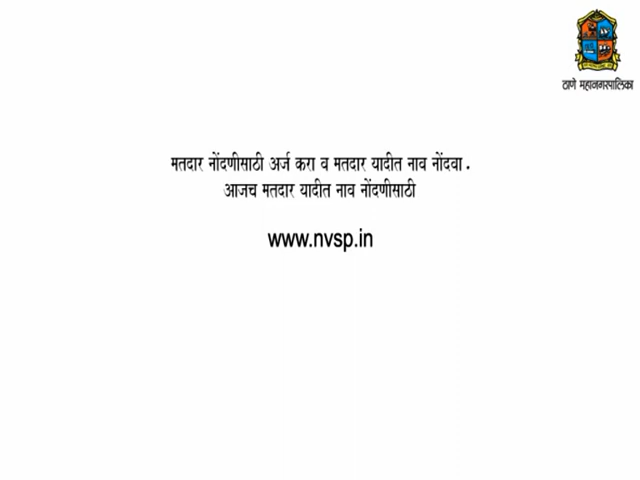 ठाणे महानगरपालिका
मतदार नोंदणीसाठी अर्ज करा व मतदार यादीत नाव नोंदवा .
आजच मतदार यादीत नाव नोंदणीसाठी
www.nvsp.in